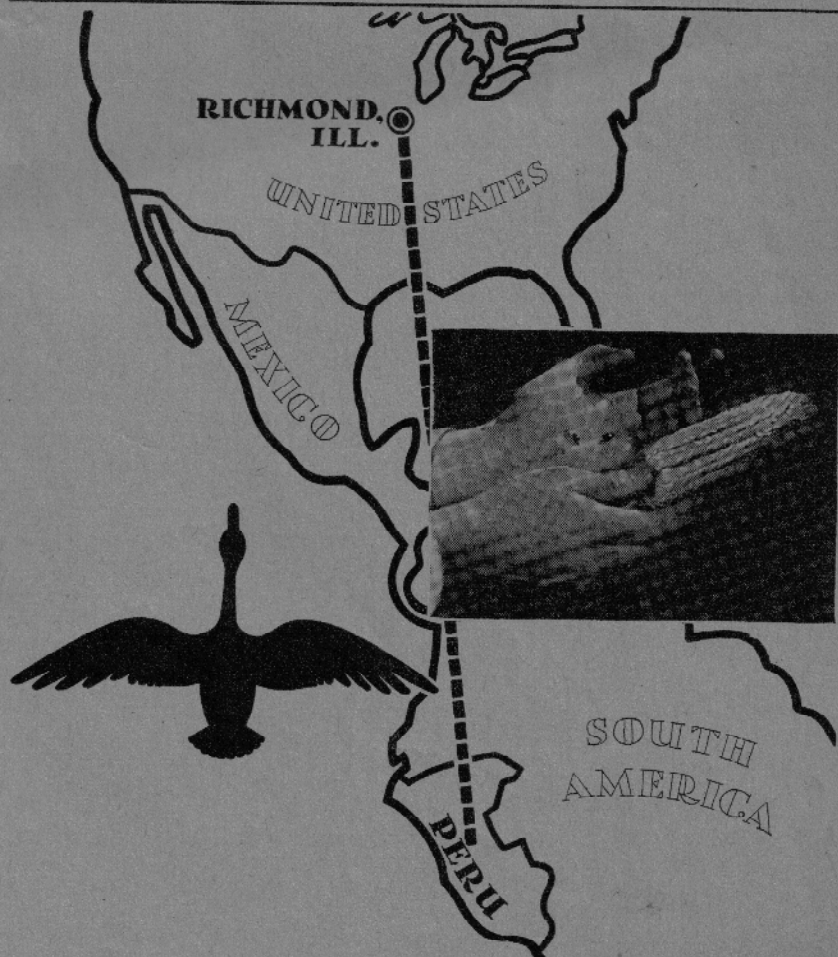 RICHMOND,
ILL.
UNITED STATES
MEXICO
SOUTH
AMERICA
PERU